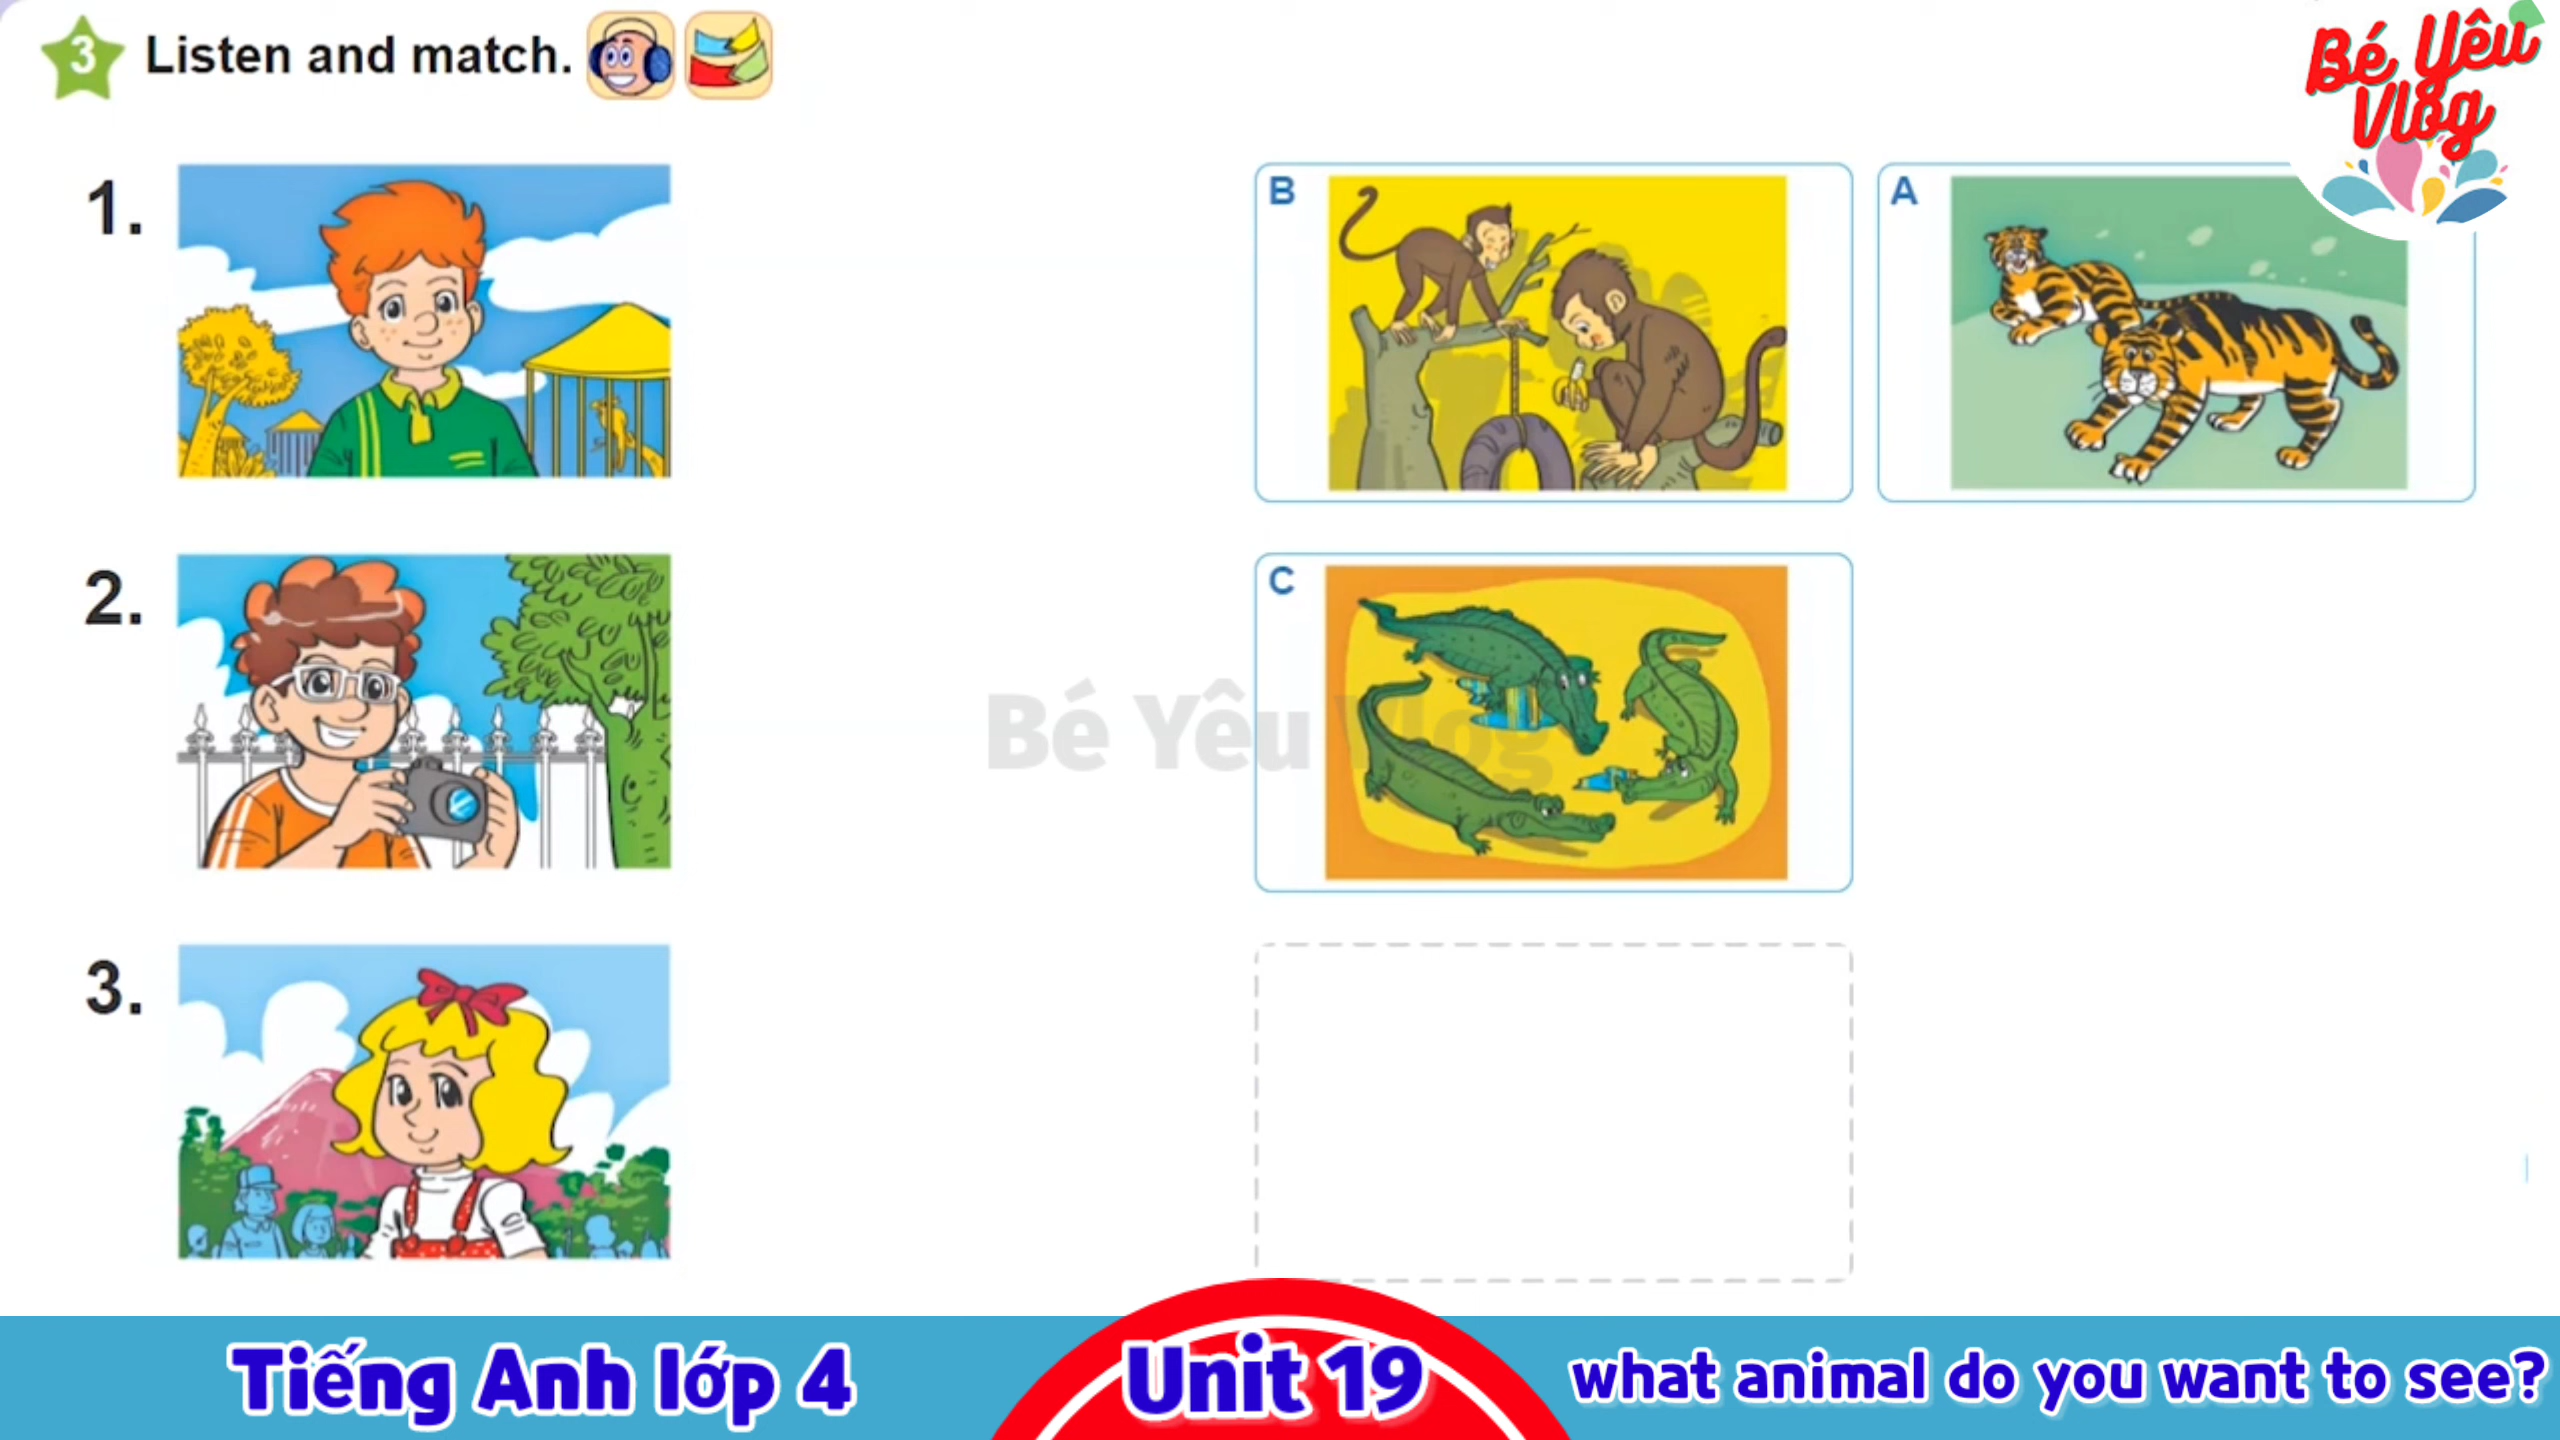 3 Listen and match.
Bé Yêu
Vlog
1.
B
A
2.
C
Bé Yêu Vlog
3.
Tiếng Anh lớp 4
Unit 19
what animal do you want to see?